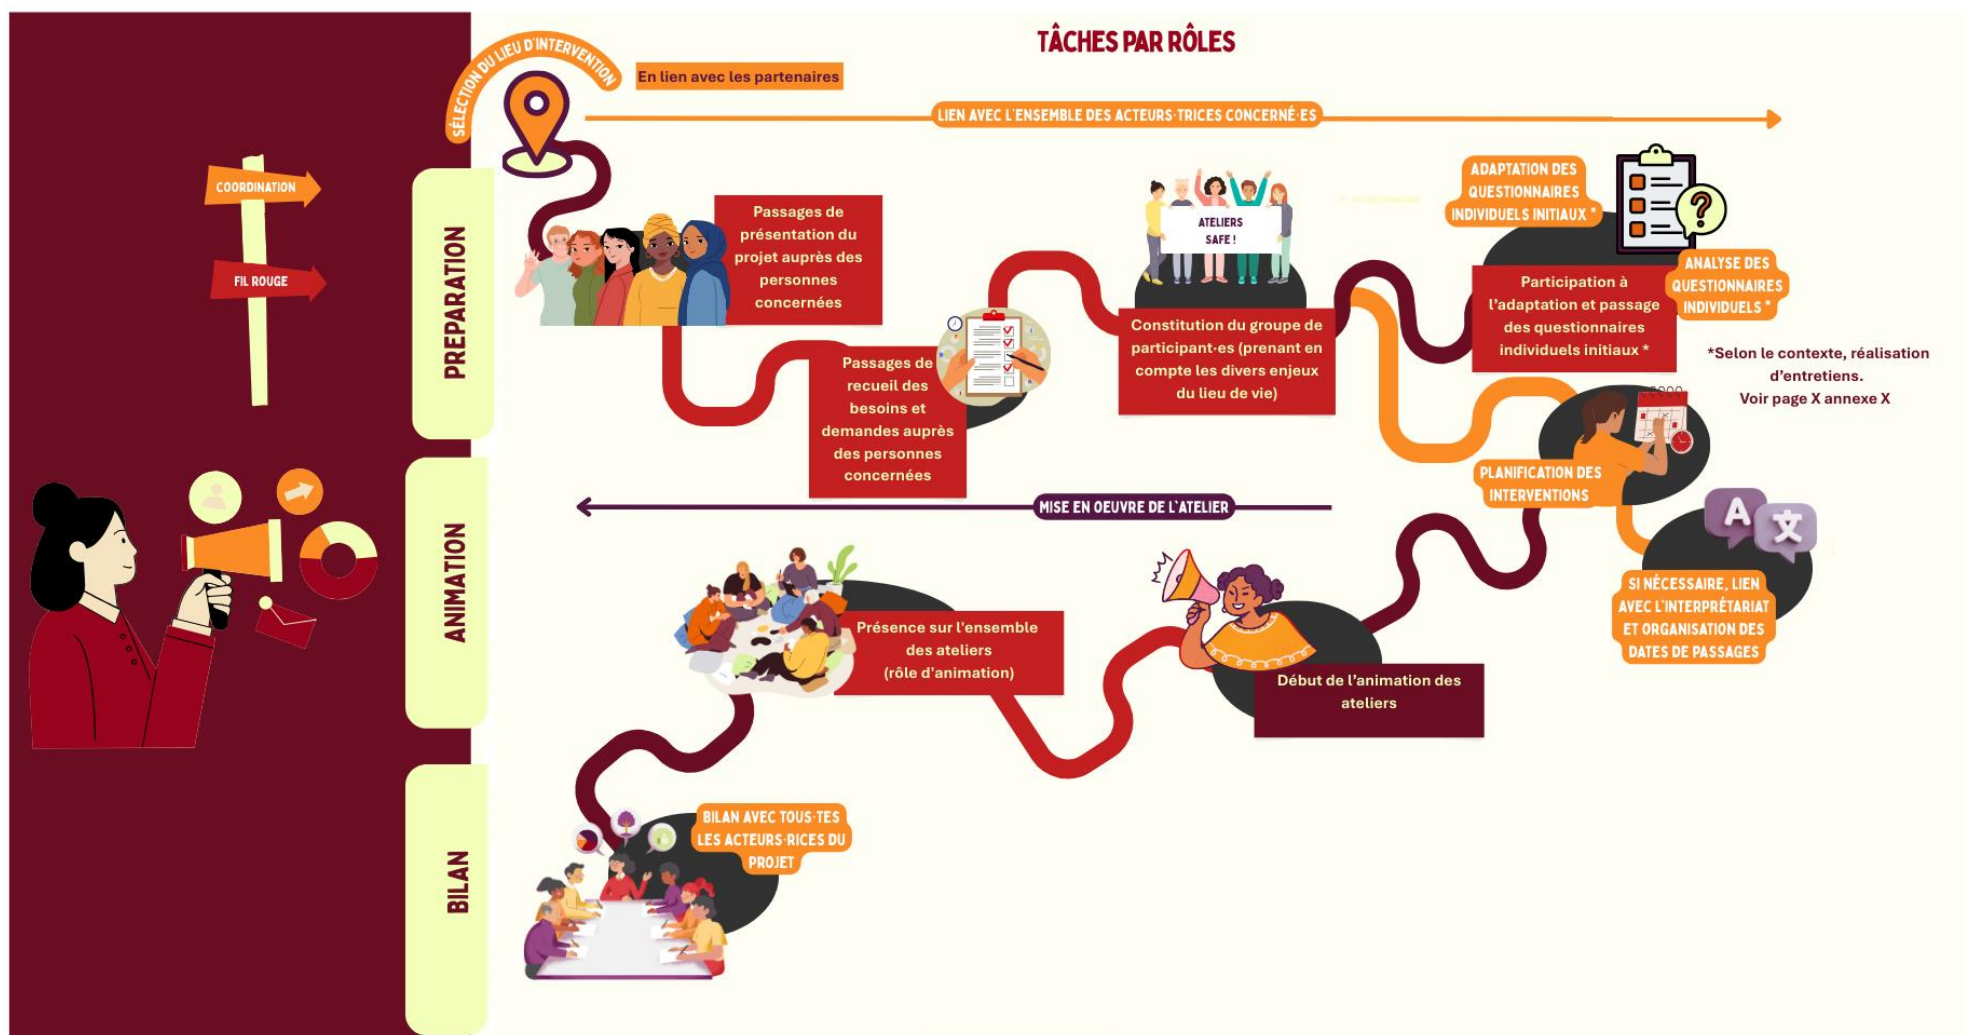 TÂCHES PAR RÔLES
SÉLECTION DU LIEU D'INTERVENTION
En lien avec les partenaires
LIEN AVEC L'ENSEMBLE DES ACTEURS·TRICES CONCERNÉ·ES
COORDINATION
FIL ROUGE
PREPARATION
Passages de
présentation du
projet auprès des
personnes
concernées
Passages de
recueil des
besoins et
demandes auprès
des personnes
concernées
ATELIERS
SAFE !
Constitution du groupe de
participant·es (prenant en
compte les divers enjeux
du lieu de vie)
ADAPTATION DES
QUESTIONNAIRES
INDIVIDUELS INITIAUX *
?
Participation à
l'adaptation et passage
des questionnaires
individuels initiaux *
ANALYSE DES
QUESTIONNAIRES
INDIVIDUELS *
*Selon le contexte, réalisation
d'entretiens.
Voir page X annexe X
PLANIFICATION DES
INTERVENTIONS
A 文
SI NÉCESSAIRE, LIEN
AVEC L'INTERPRÉTARIAT
ET ORGANISATION DES
DATES DE PASSAGES
ANIMATION
MISE EN OEUVRE DE L'ATELIER
Début de l'animation des
ateliers
Présence sur l'ensemble
des ateliers
(rôle d'animation)
BILAN
BILAN AVEC TOUS·TES
LES ACTEURS·RICES DU
PROJET